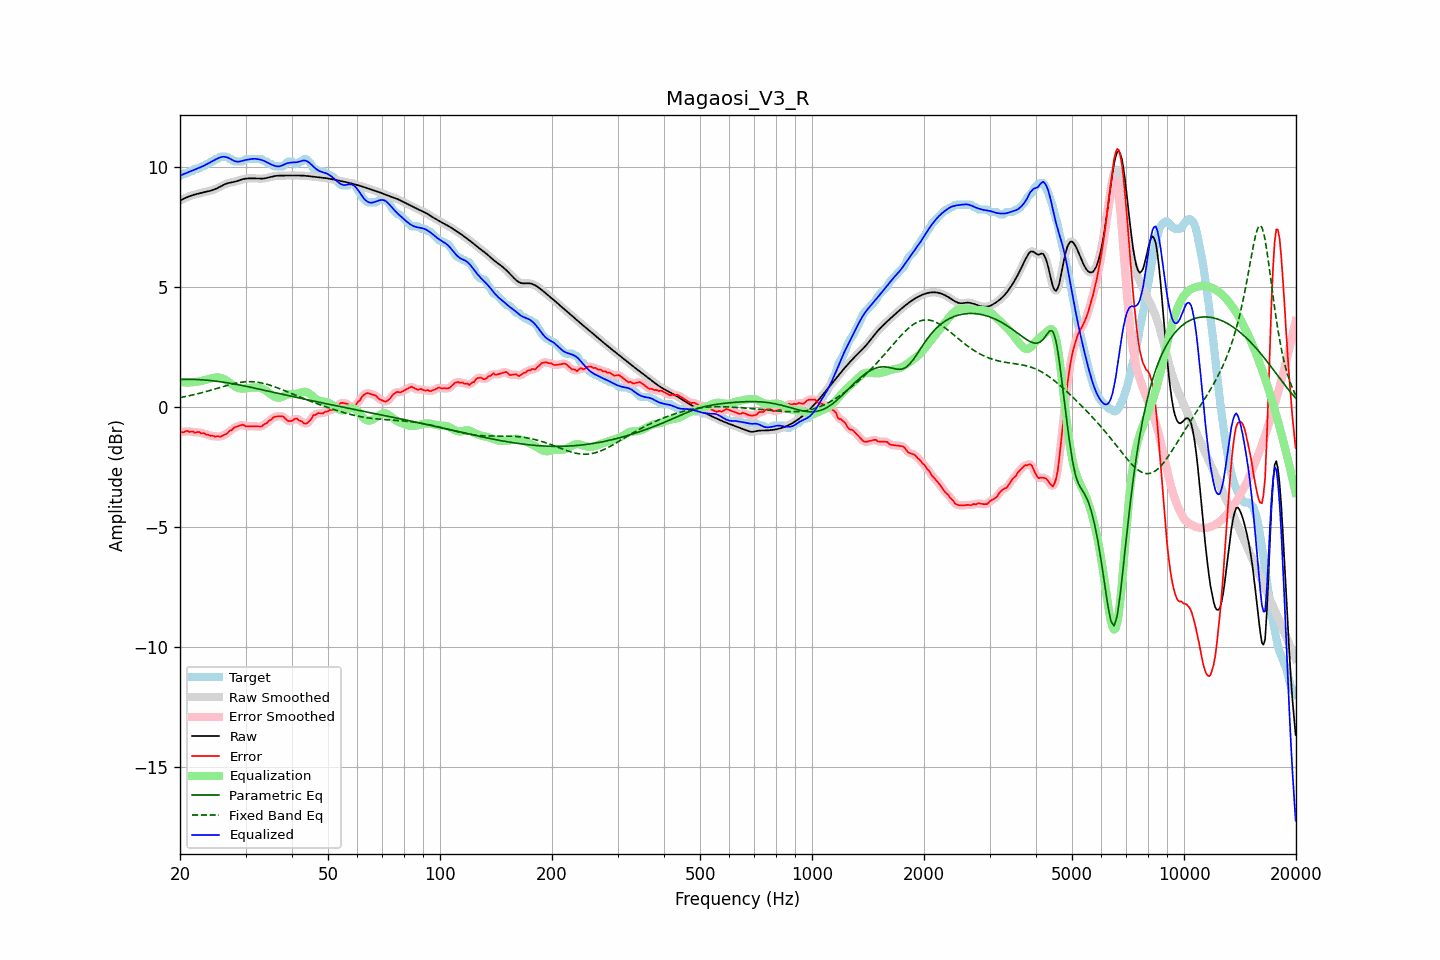 Magaosi_V3_R
Amplitude (dBr)
10
5
0
−5
−10
−15
Target
Raw Smoothed
Error Smoothed
Raw
Error
Equalization
Parametric Eq
Fixed Band Eq
Equalized
20 50 100 200 500 1000 2000 5000 10000 20000
Frequency (Hz)